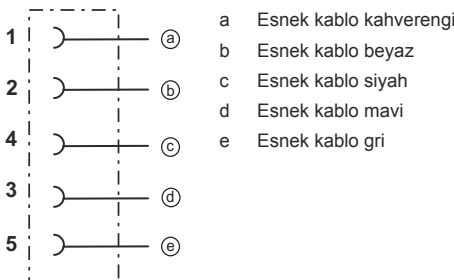 1 ⓐ a Esnek kablo kahverengi
2 ⓑ b Esnek kablo beyaz
4 ⓒ c Esnek kablo siyah
3 ⓓ d Esnek kablo mavi
5 ⓔ e Esnek kablo gri